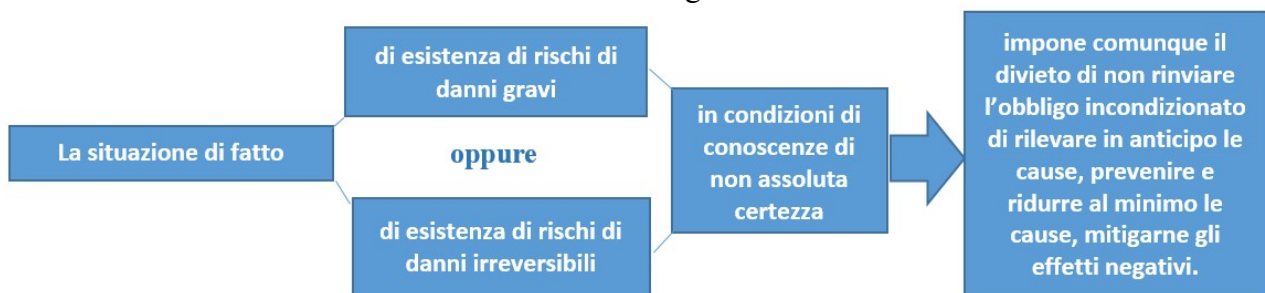 La situazione di fatto
di esistenza di rischi di
danni gravi
oppure
di esistenza di rischi di
danni irreversibili
in condizioni di
conoscenze di
non assoluta
certezza
impone comunque il
divieto di non rinviare
l’obbligo incondizionato
di rilevare in anticipo le
cause, prevenire e
ridurre al minimo le
cause, mitigarne gli
effetti negativi.